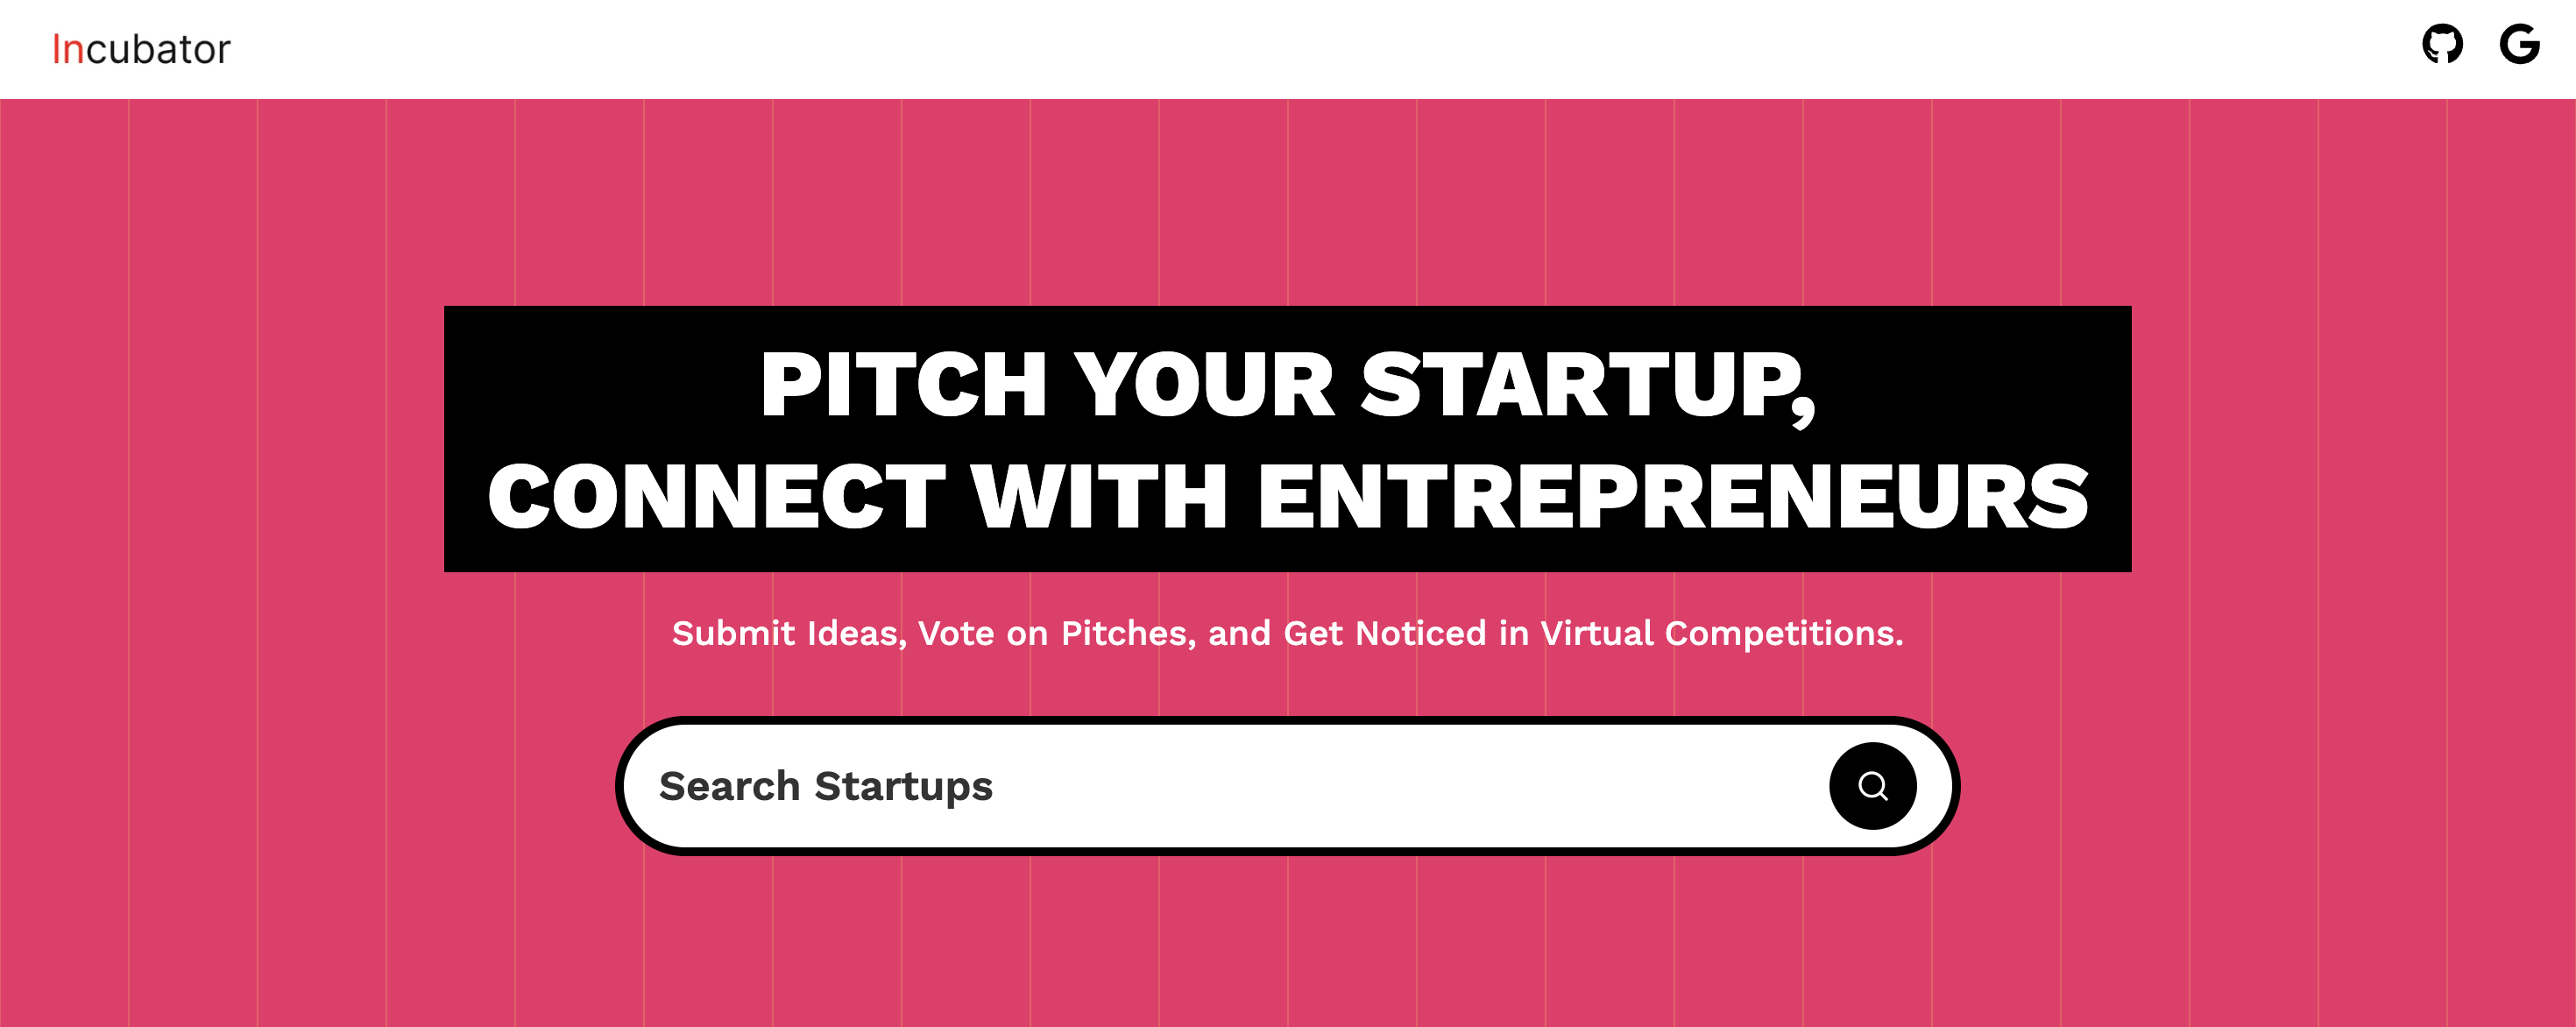 Incubator
PITCH YOUR STARTUP,
CONNECT WITH ENTREPRENEURS
Submit Ideas, Vote on Pitches, and Get Noticed in Virtual Competitions.
Search Startups